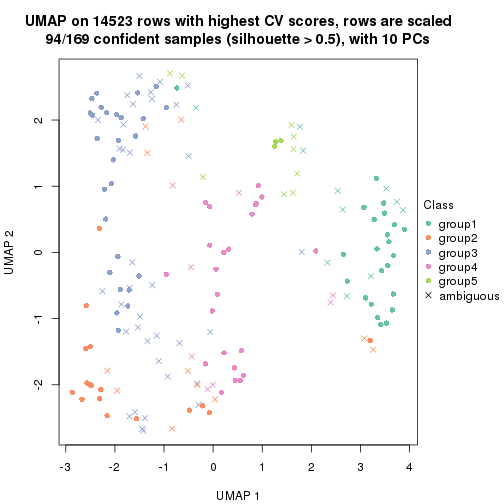 UMAP on 14523 rows with highest CV scores, rows are scaled
94/169 confident samples (silhouette > 0.5), with 10 PCs
UMAP 2
2
1
0
-1
-2
-3
-2
-1
0
1
2
3
4
UMAP 1
Class
group1
group2
group3
group4
group5
ambiguous